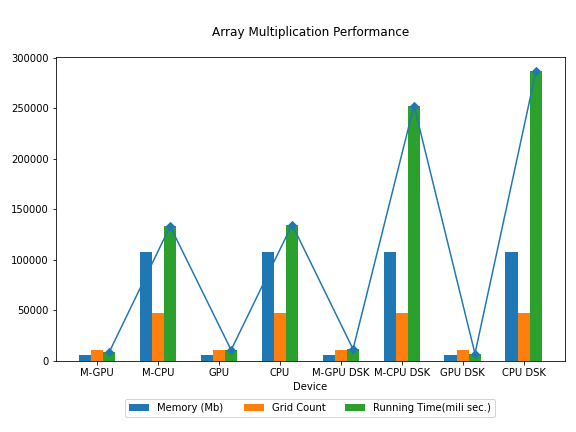 Array Multiplication Performance
300000
250000
200000
150000
100000
50000
0
M-GPU M-CPU GPU CPU M-GPU DSK M-CPU DSK GPU DSK CPU DSK
Device
Memory (Mb) Grid Count Running Time(mili sec.)